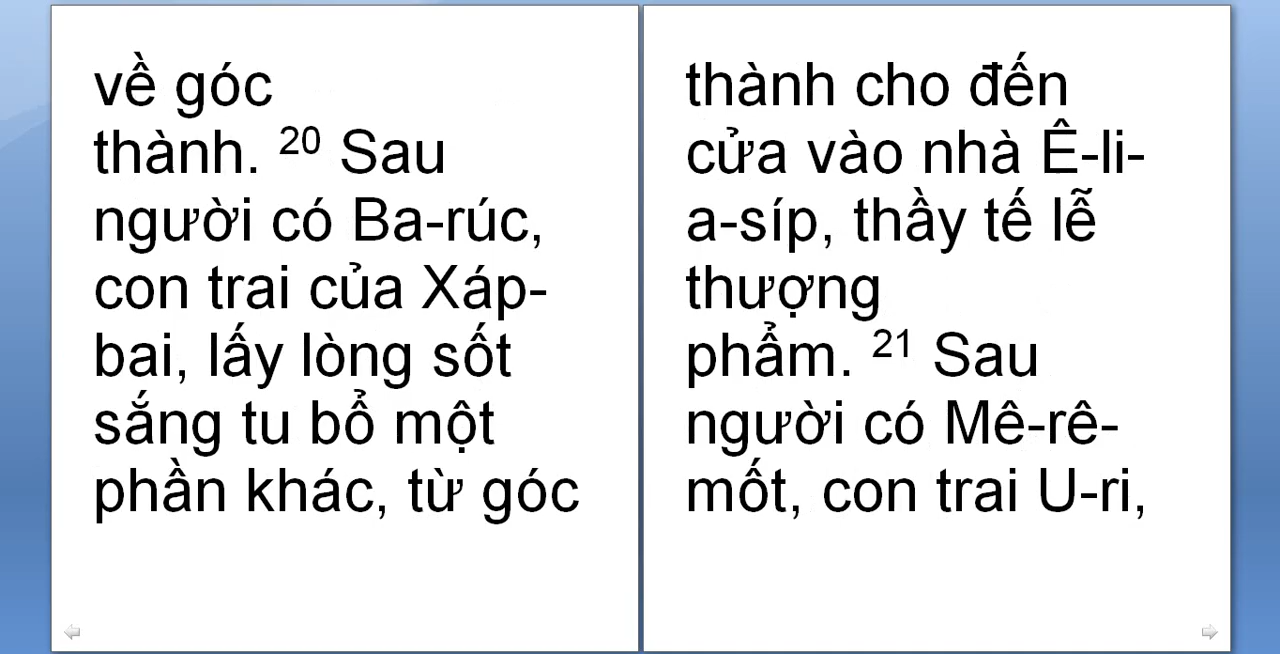 về góc
thành. 20 Sau
người có Ba-rúc,
con trai của Xáp-
bai, lấy lòng sốt
sắng tu bổ một
phần khác, từ góc
thành cho đến
cửa vào nhà Ê-li-
a-síp, thầy tế lễ
thượng
phẩm. 21 Sau
người có Mê-rê-
mốt, con trai U-ri,